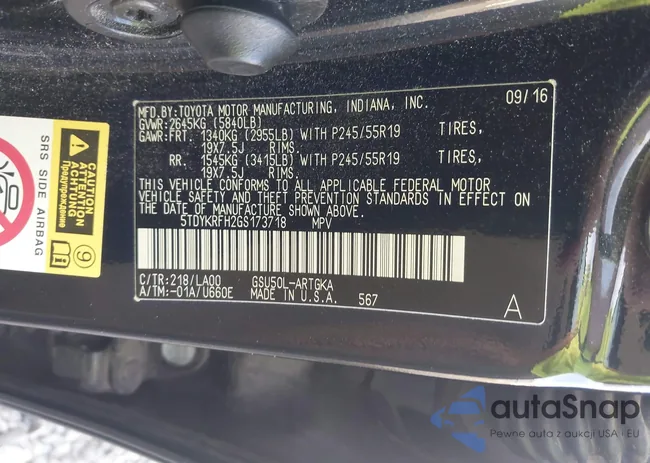 MFD.BY:TOYOTA MOTOR MANUFACTURING, INDIANA, INC. 09/16
GVWR:2645KG (5840LB)
GAWR:FRT. 1340KG (2955LB) WITH P245/55R19 TIRES,
19X7.5J RIMS.
RR. 1545KG (3415LB) WITH P245/55R19 TIRES,
19X7.5J RIMS.
THIS VEHICLE CONFORMS TO ALL APPLICABLE FEDERAL MOTOR
VEHICLE SAFETY AND THEFT PREVENTION STANDARDS IN EFFECT ON THE DATE
OF MANUFACTURE SHOWN ABOVE.
5TDYKRFH2GS173718 MPV
C/TR:218/LA00 GSU50L-ARTGKA
A/TM:-01A/U660E MADE IN U.S.A. 567 A
CAUTION
ATTENTION
ACHTUNG
Предупреждение
SRS SIDE AIRBAG
9
autoSnap
Pewne auta z aukcji USA i EU